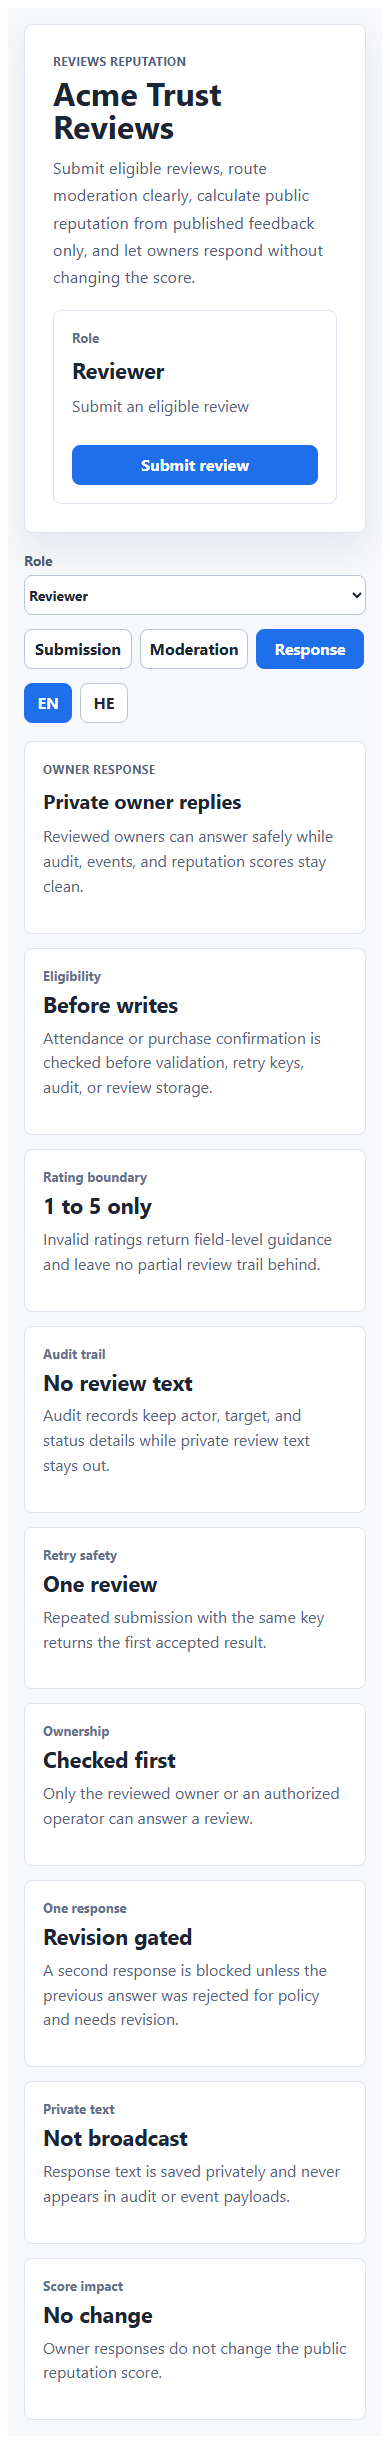 REVIEWS REPUTATION
Acme Trust
Reviews
Submit eligible reviews, route
moderation clearly, calculate public
reputation from published feedback
only, and let owners respond without
changing the score.
Role
Reviewer
Submit an eligible review
Submit review
Role
Reviewer
Submission
Moderation
Response
EN
HE
OWNER RESPONSE
Private owner replies
Reviewed owners can answer safely while
audit, events, and reputation scores stay
clean.
Eligibility
Before writes
Attendance or purchase confirmation is
checked before validation, retry keys,
audit, or review storage.
Rating boundary
1 to 5 only
Invalid ratings return field-level guidance
and leave no partial review trail behind.
Audit trail
No review text
Audit records keep actor, target, and
status details while private review text
stays out.
Retry safety
One review
Repeated submission with the same key
returns the first accepted result.
Ownership
Checked first
Only the reviewed owner or an authorized
operator can answer a review.
One response
Revision gated
A second response is blocked unless the
previous answer was rejected for policy
and needs revision.
Private text
Not broadcast
Response text is saved privately and never
appears in audit or event payloads.
Score impact
No change
Owner responses do not change the public
reputation score.